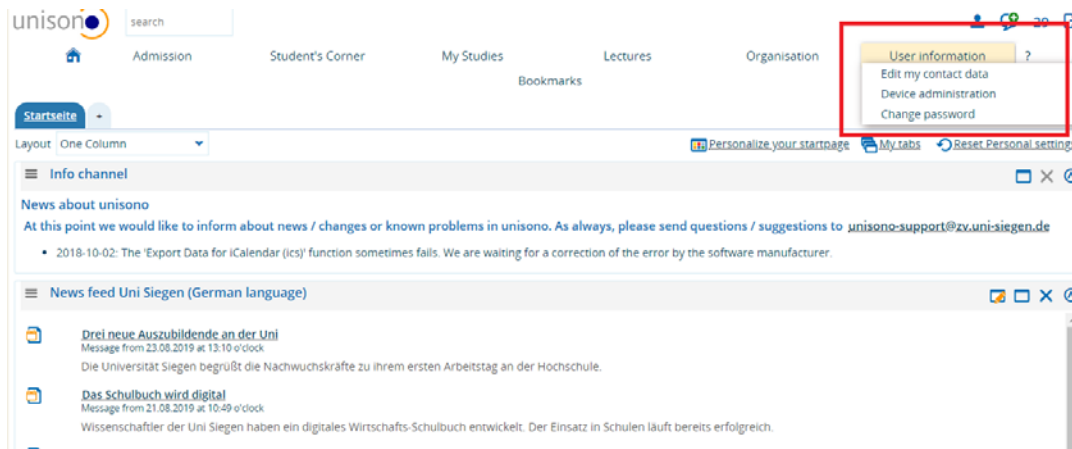 unisono
search
Admission
Student's Corner
My Studies
Lectures
Organisation
User information
?
Bookmarks
Edit my contact data
Device administration
Change password
Startseite +
Layout One Column
Personalize your startpage My tabs Reset Personal settings
Info channel
News about unisono
At this point we would like to inform about news / changes or known problems in unisono. As always, please send questions / suggestions to unisono-support@zv.uni-siegen.de
2018-10-02: The 'Export Data for iCalendar (ics)' function sometimes fails. We are waiting for a correction of the error by the software manufacturer.
News feed Uni Siegen (German language)
Drei neue Auszubildende an der Uni
Message from 23.08.2019 at 13:10 o'clock
Die Universität Siegen begrüßt die Nachwuchskräfte zu ihrem ersten Arbeitstag an der Hochschule.
Das Schulbuch wird digital
Message from 21.08.2019 at 10:49 o'clock
Wissenschaftler der Uni Siegen haben ein digitales Wirtschafts-Schulbuch entwickelt. Der Einsatz in Schulen läuft bereits erfolgreich.